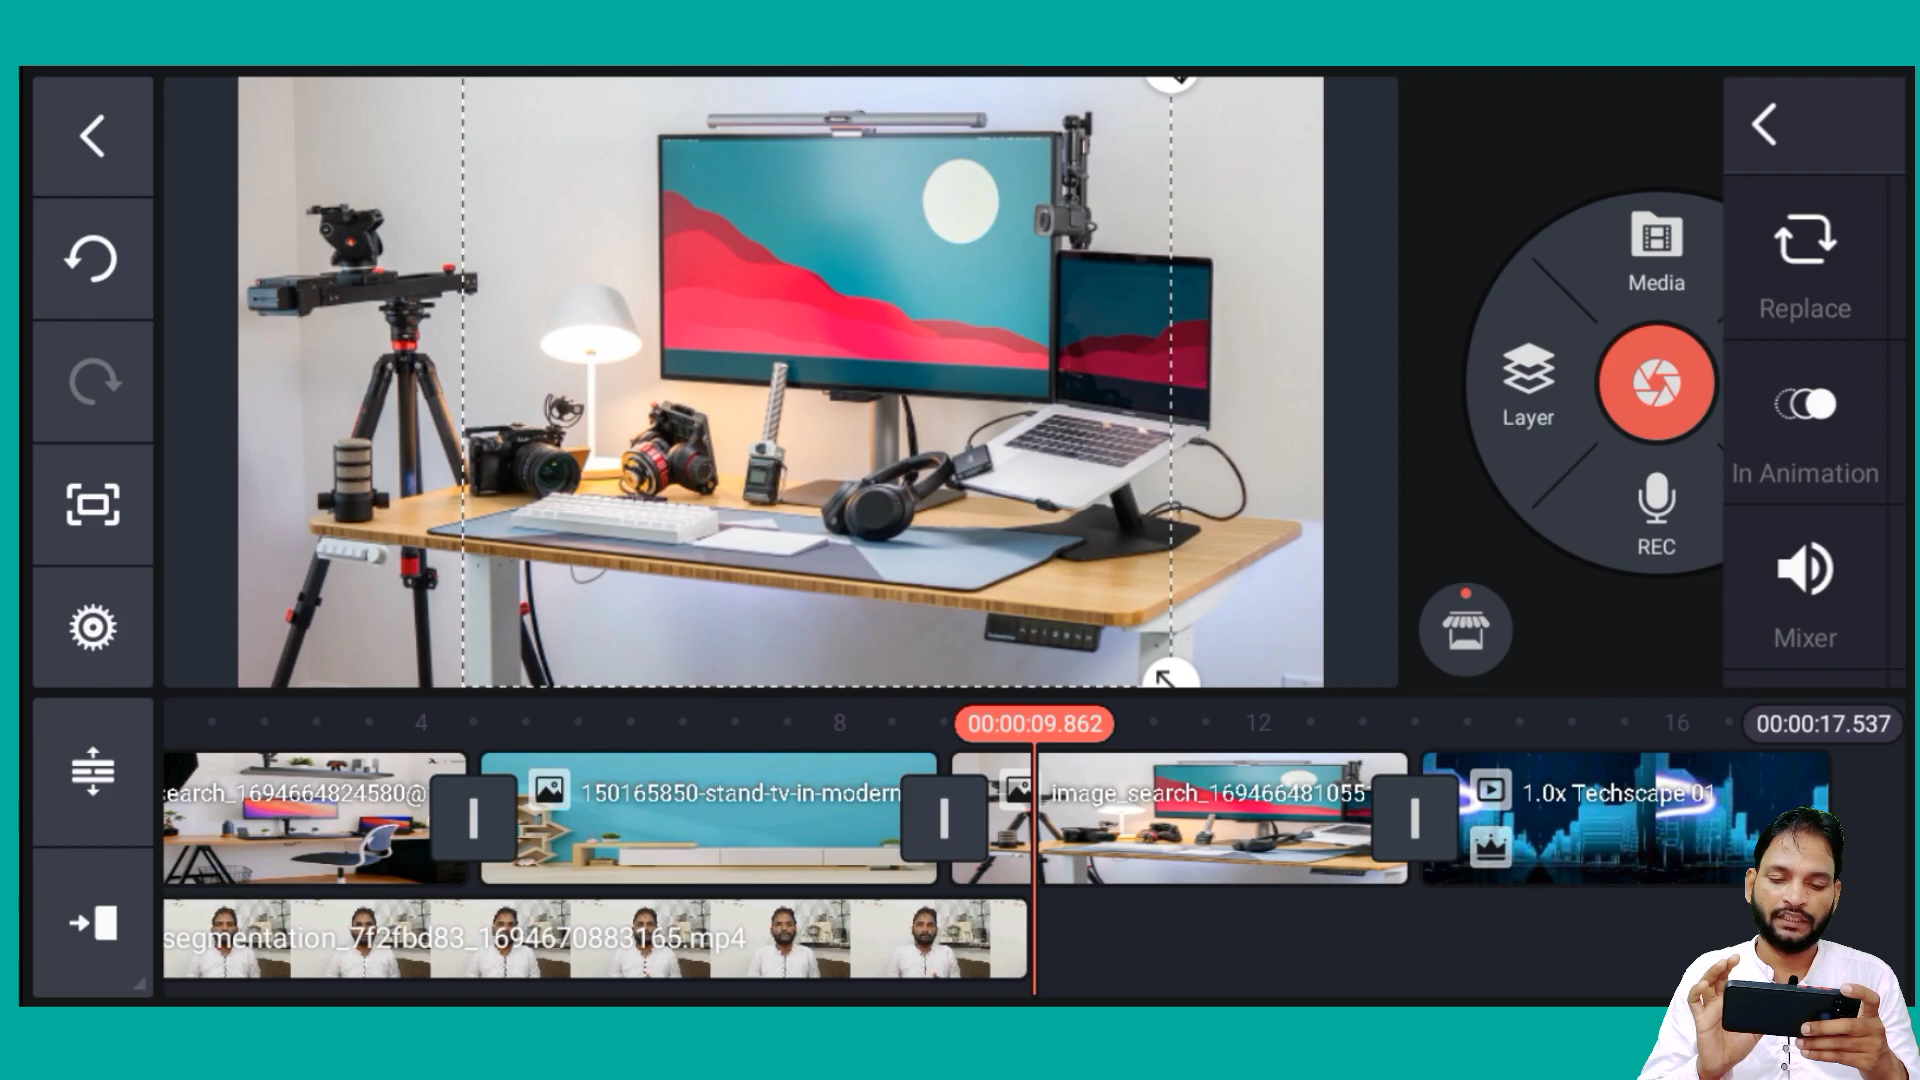 Media
Replace
Layer
In Animation
REC
Mixer
4
8
00:00:09.862
12
16
00:00:17.537
search_1694664824580@
150165850-stand-tv-in-modern
image_search_169466481055
1.0x Techscape 01
segmentation_7f2fbd83_1694670883165.mp4